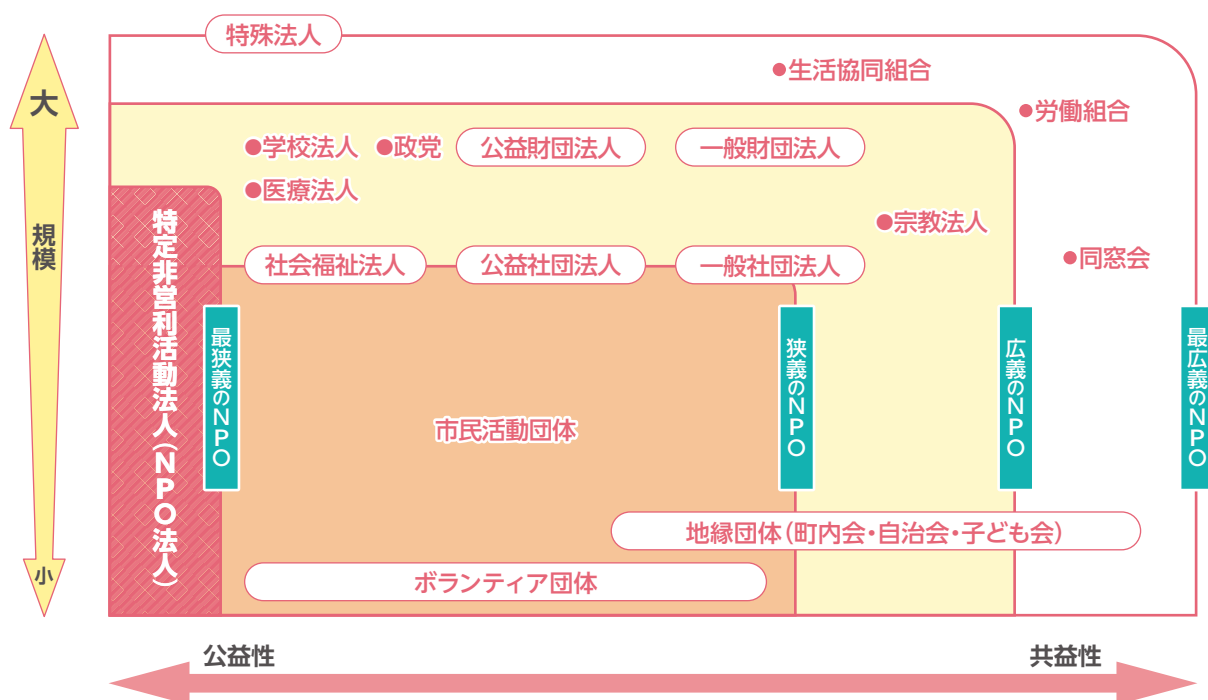 特殊法人
●生活協同組合
●労働組合
大
●学校法人
●政党
公益財団法人
一般財団法人
●医療法人
●宗教法人
規模
社会福祉法人
公益社団法人
一般社団法人
●同窓会
特定非営利活動法人(NPO法人)
最狭義のNPO
狭義のNPO
広義のNPO
最広義のNPO
市民活動団体
地縁団体(町内会・自治会・子ども会)
小
ボランティア団体
公益性
共益性